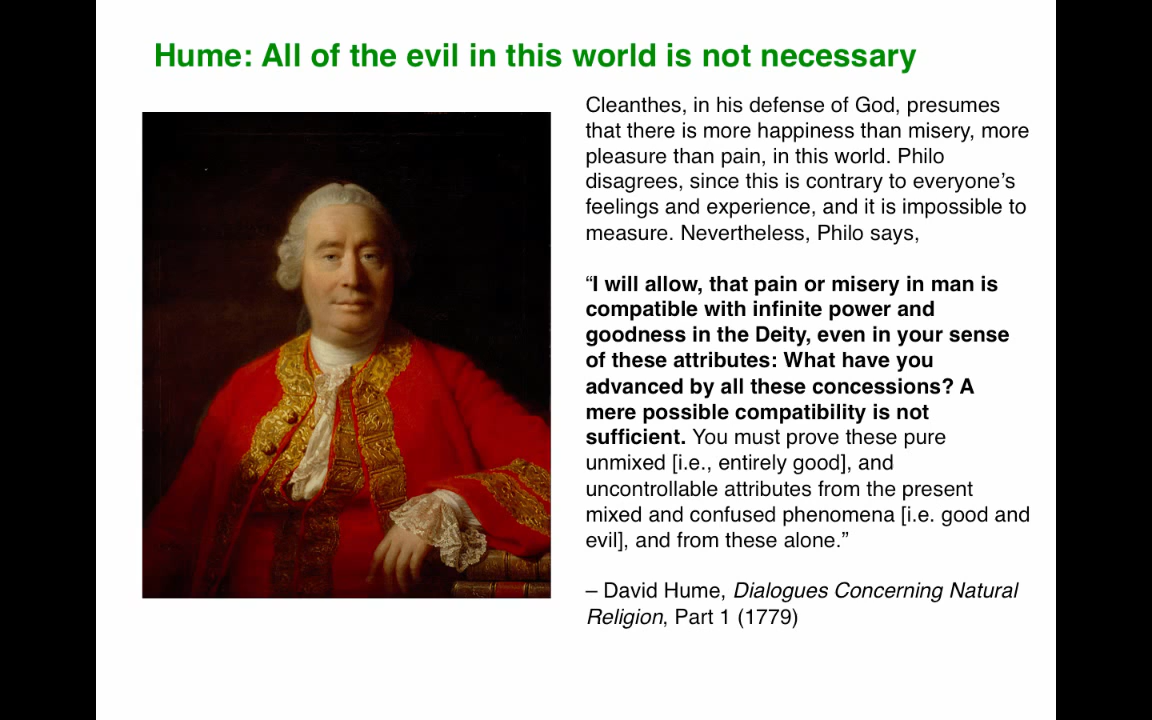 Hume: All of the evil in this world is not necessary
Cleanthes, in his defense of God, presumes
that there is more happiness than misery, more
pleasure than pain, in this world. Philo
disagrees, since this is contrary to everyone’s
feelings and experience, and it is impossible to
measure. Nevertheless, Philo says,
“I will allow, that pain or misery in man is
compatible with infinite power and
goodness in the Deity, even in your sense
of these attributes: What have you
advanced by all these concessions? A
mere possible compatibility is not
sufficient. You must prove these pure
unmixed [i.e., entirely good], and
uncontrollable attributes from the present
mixed and confused phenomena [i.e. good and
evil], and from these alone.”
– David Hume, Dialogues Concerning Natural
Religion, Part 1 (1779)